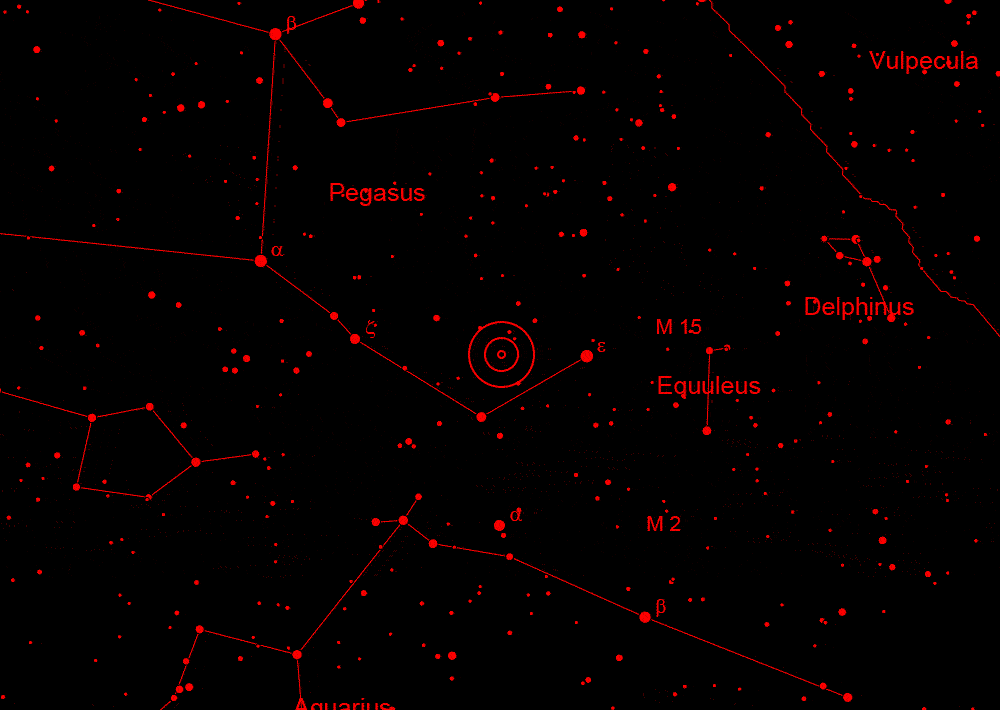 β
Vulpecula
Pegasus
α
Delphinus
ζ
M 15
ε
Equuleus
α
M 2
β
Aquarius